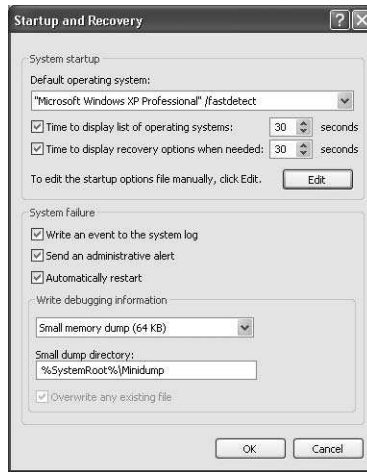 Startup and Recovery
System startup
Default operating system:
"Microsoft Windows XP Professional" /fastdetect
Time to display list of operating systems: 30 seconds
Time to display recovery options when needed: 30 seconds
To edit the startup options file manually, click Edit. Edit
System failure
Write an event to the system log
Send an administrative alert
Automatically restart
Write debugging information
Small memory dump (64 KB)
Small dump directory:
%SystemRoot%\Minidump
Overwrite any existing file
OK Cancel